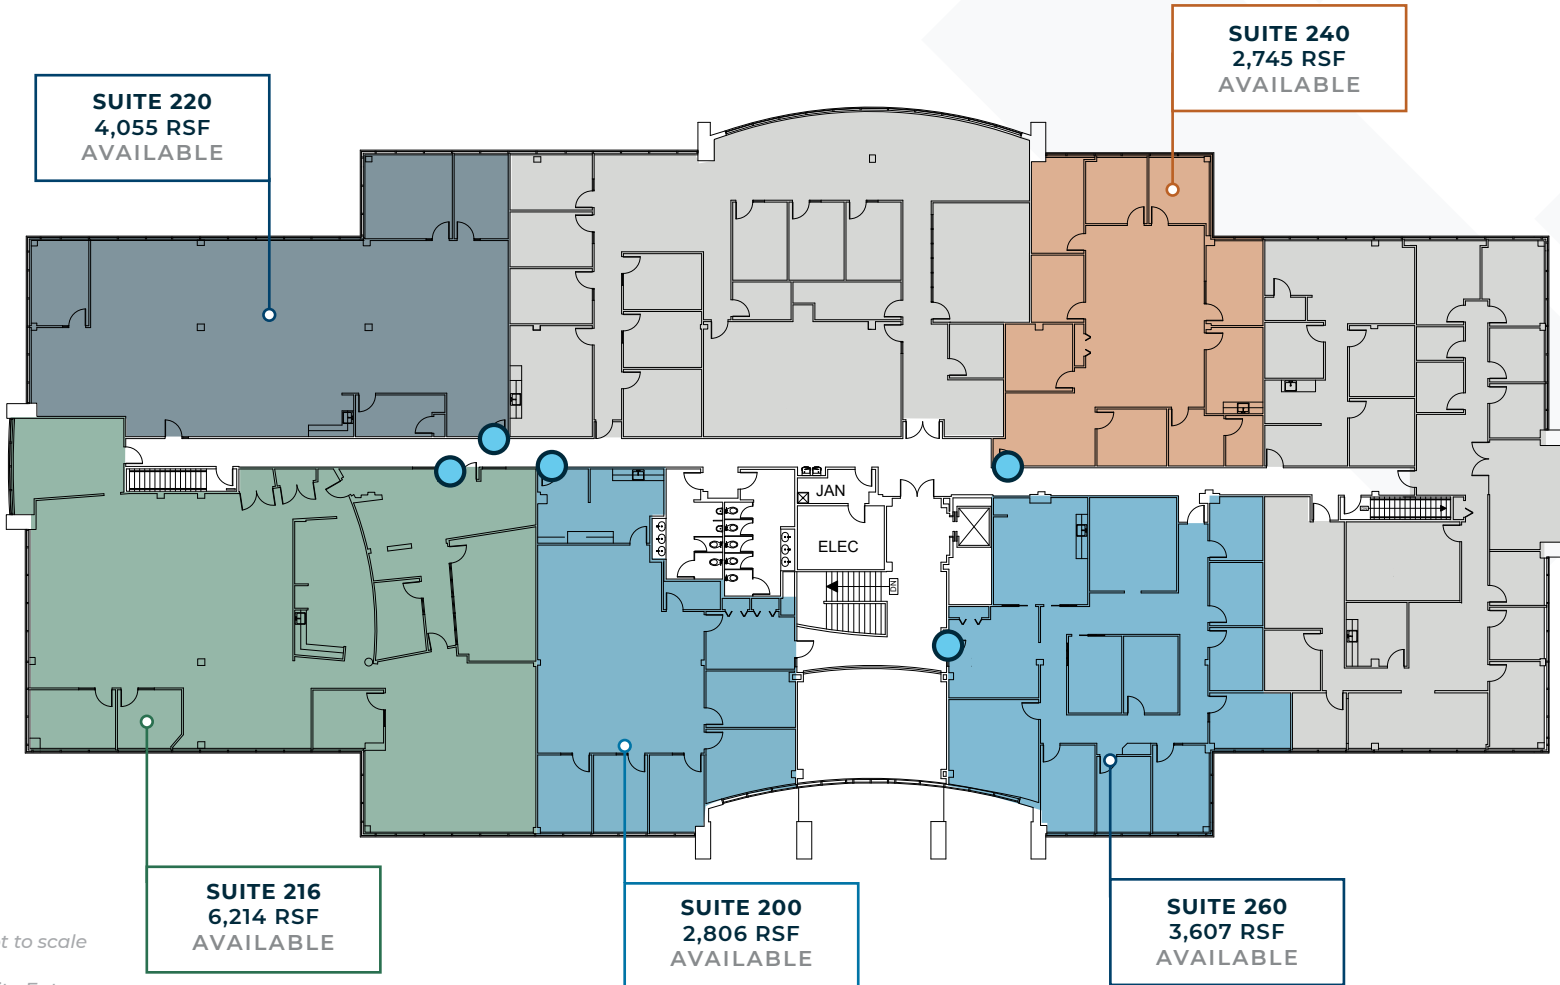 SUITE 240
2,745 RSF
AVAILABLE
SUITE 220
4,055 RSF
AVAILABLE
JAN
ELEC
DN
SUITE 216
6,214 RSF
AVAILABLE
SUITE 200
2,806 RSF
AVAILABLE
SUITE 260
3,607 RSF
AVAILABLE
to scale